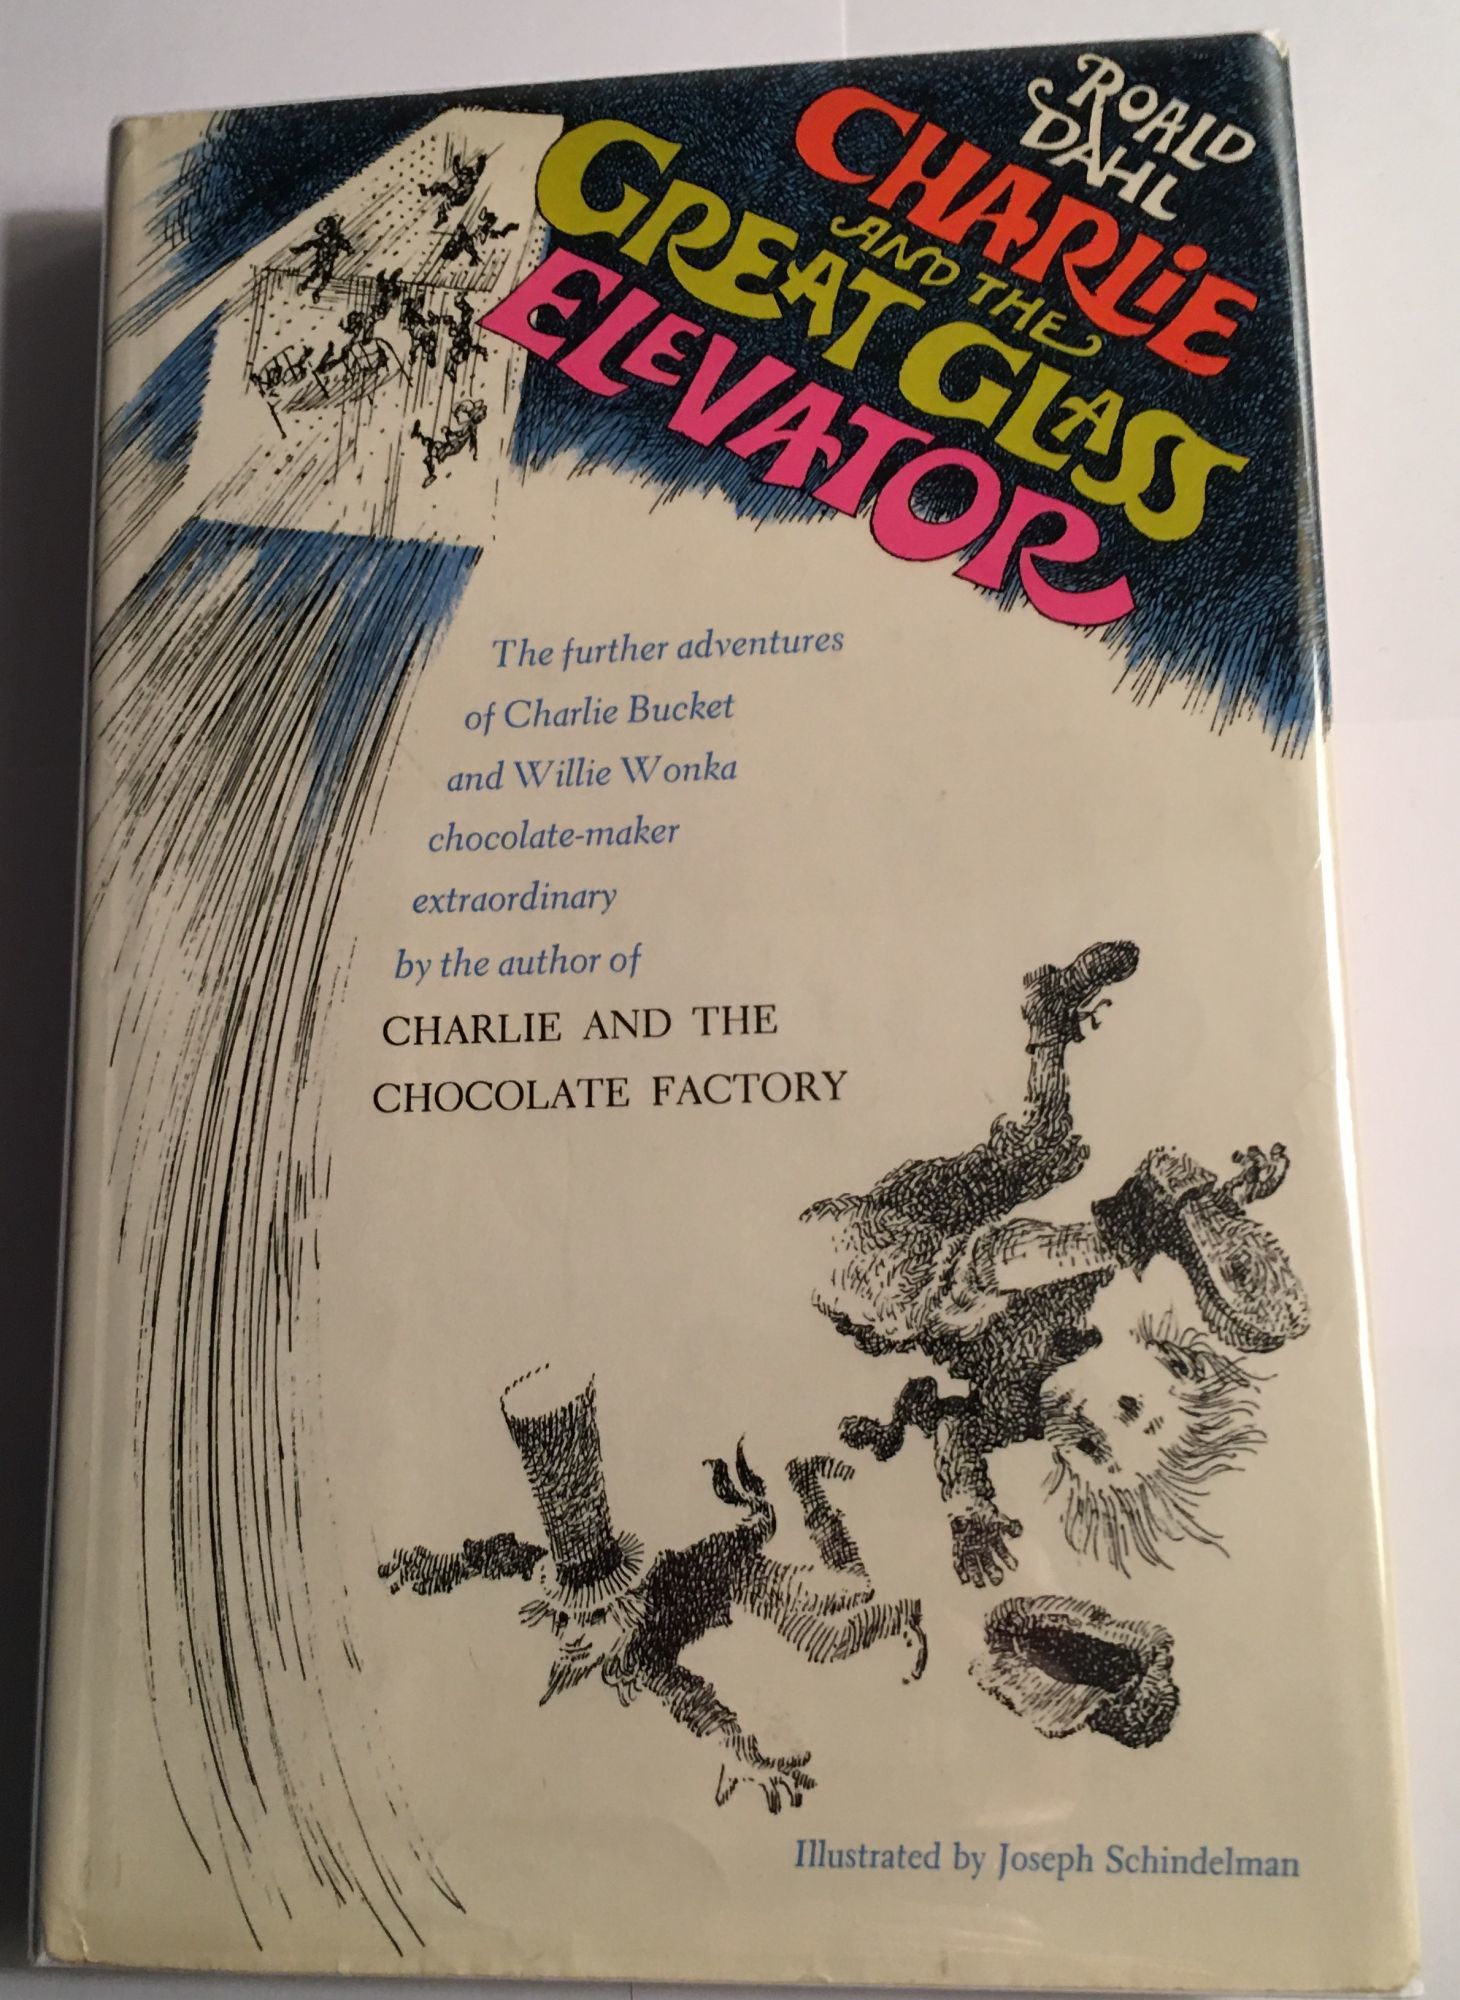 ROALD
DAHL
CHARLIE
AND THE
GREAT GLASS
ELEVATOR
The further adventures
of Charlie Bucket
and Willie Wonka
chocolate-maker
extraordinary
by the author of
CHARLIE AND THE
CHOCOLATE FACTORY
Illustrated by Joseph Schindelman